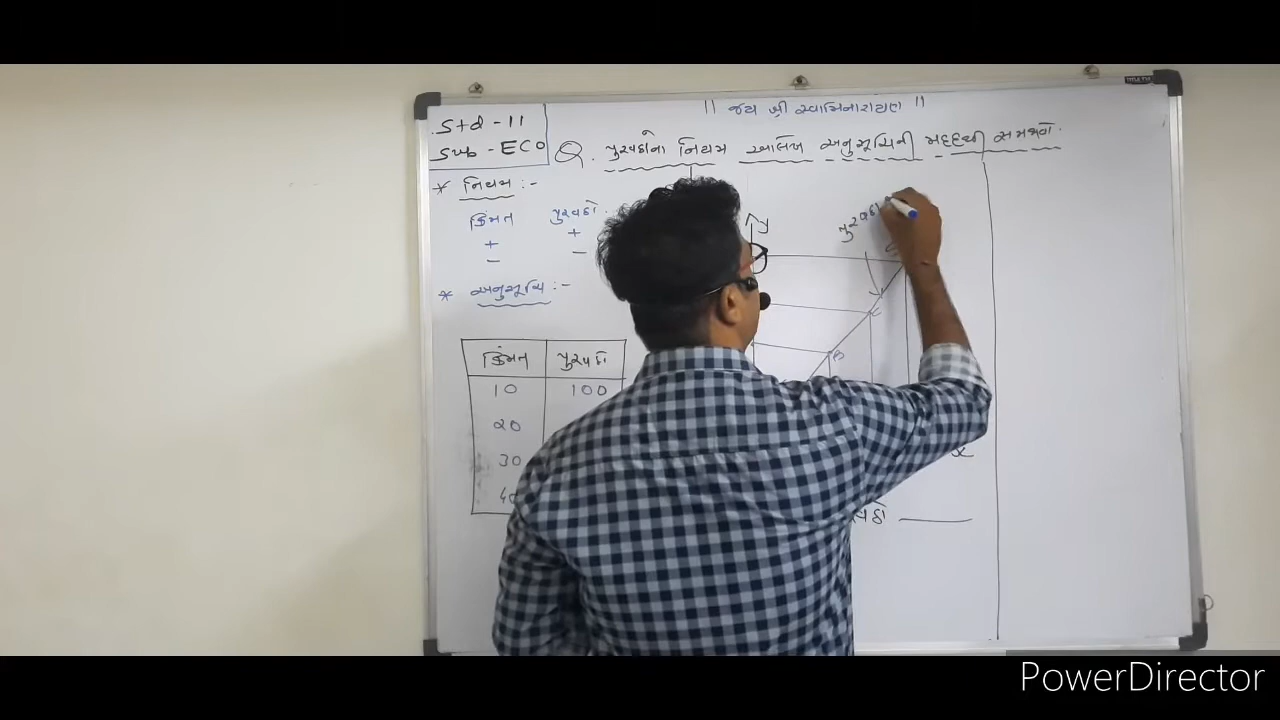 || જય શ્રી સ્વામિનારાયણ ||
Std - 11
Sub - ECO
Q. પુરવઠાના નિયમ આલેખ અનુસૂચિની મદદથી સમજાવો.
* નિયમ :-
કિંમત પુરવઠો
+ +
- -
* અનુસૂચિ :-
કિંમત પુરવઠો
10 100
20
30
y
પુરવઠા
B
x
PowerDirector